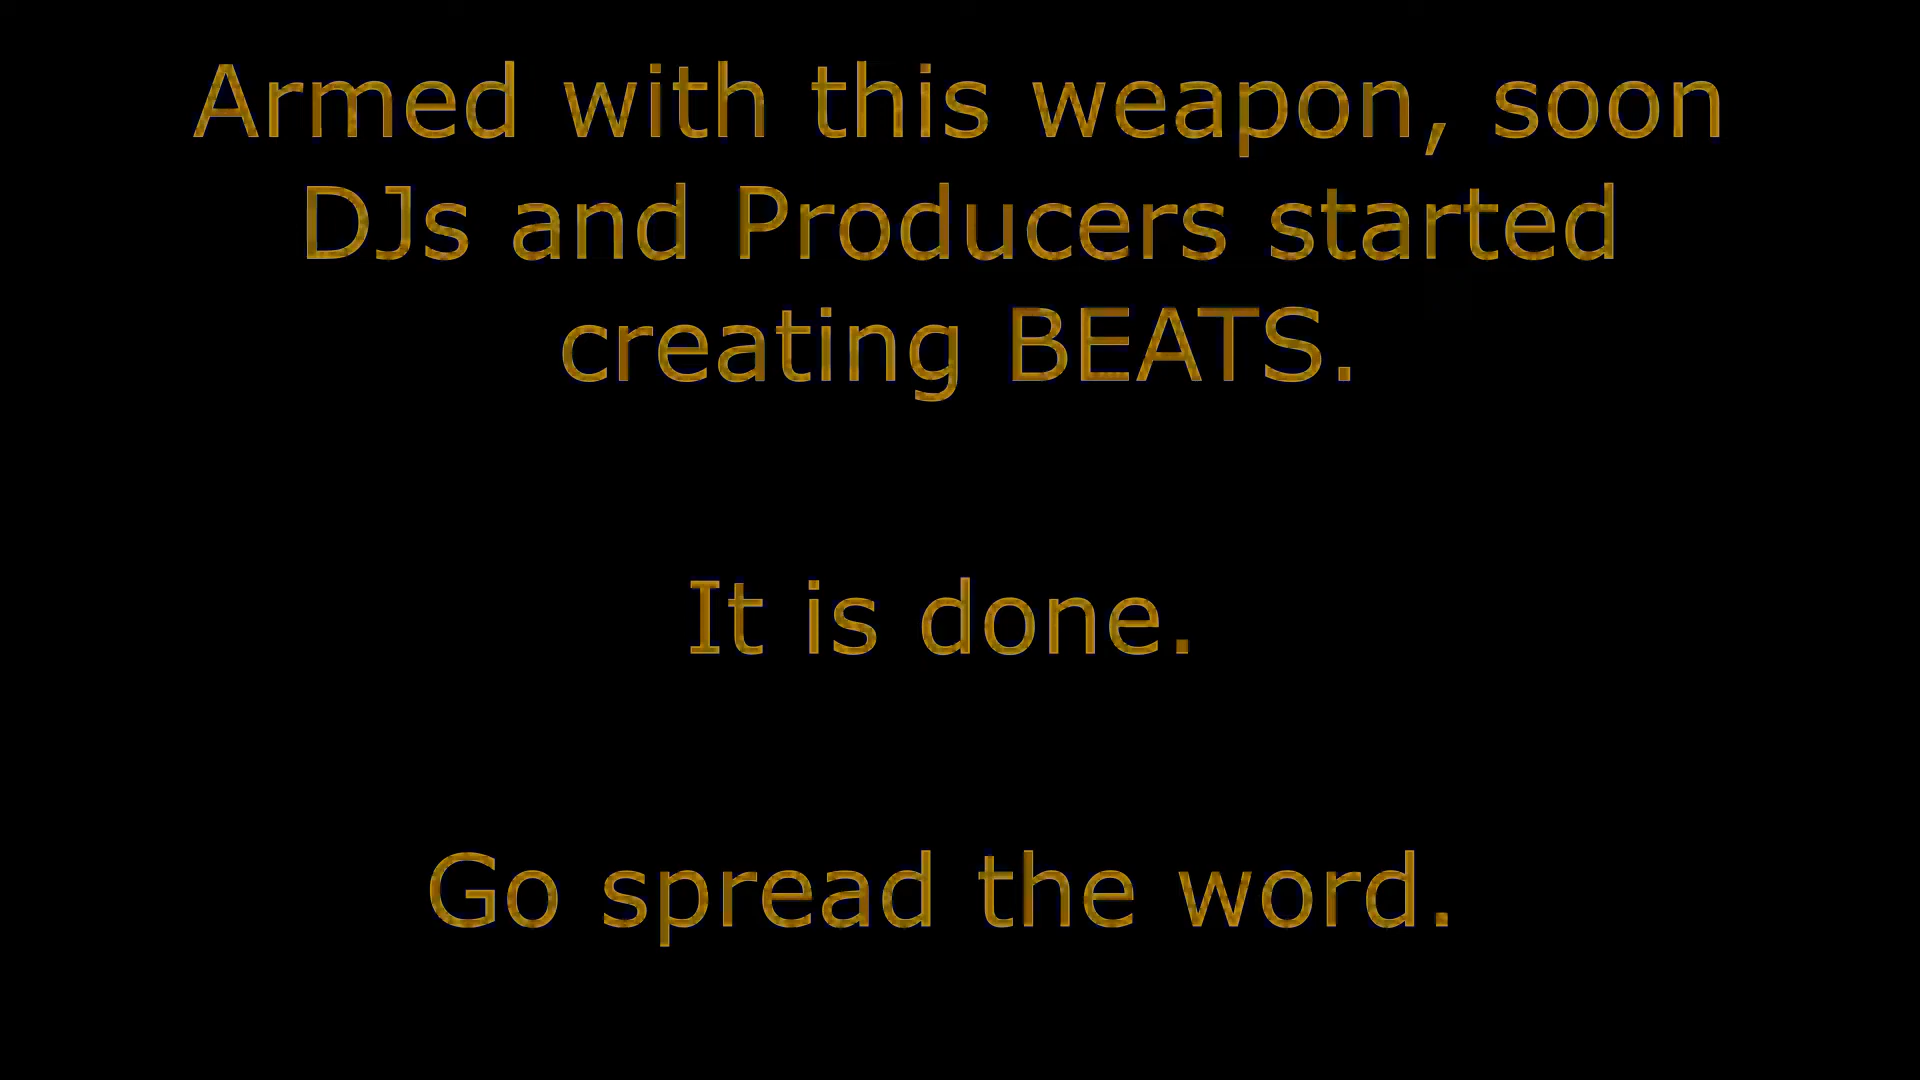 Armed with this weapon, soon
DJs and Producers started
creating BEATS.
It is done.
Go spread the word.